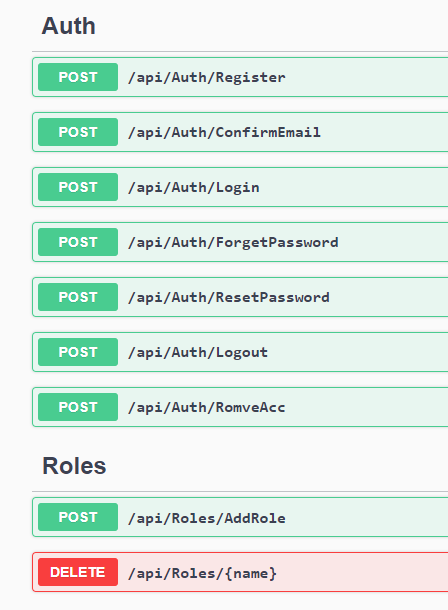 Auth
POST /api/Auth/Register
POST /api/Auth/ConfirmEmail
POST /api/Auth/Login
POST /api/Auth/ForgetPassword
POST /api/Auth/ResetPassword
POST /api/Auth/Logout
POST /api/Auth/RomveAcc
Roles
POST /api/Roles/AddRole
DELETE /api/Roles/{name}